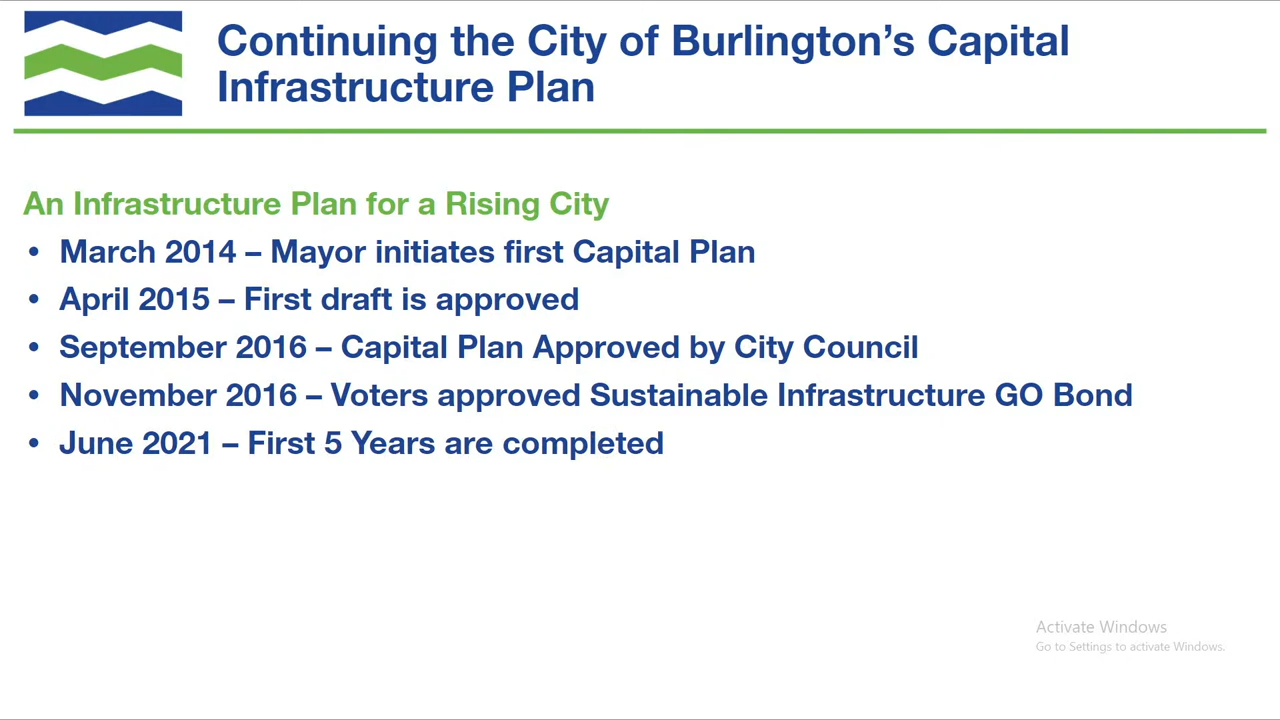 Continuing the City of Burlington’s Capital
Infrastructure Plan
An Infrastructure Plan for a Rising City
• March 2014 – Mayor initiates first Capital Plan
• April 2015 – First draft is approved
• September 2016 – Capital Plan Approved by City Council
• November 2016 – Voters approved Sustainable Infrastructure GO Bond
• June 2021 – First 5 Years are completed
Activate Windows
Go to Settings to activate Windows.